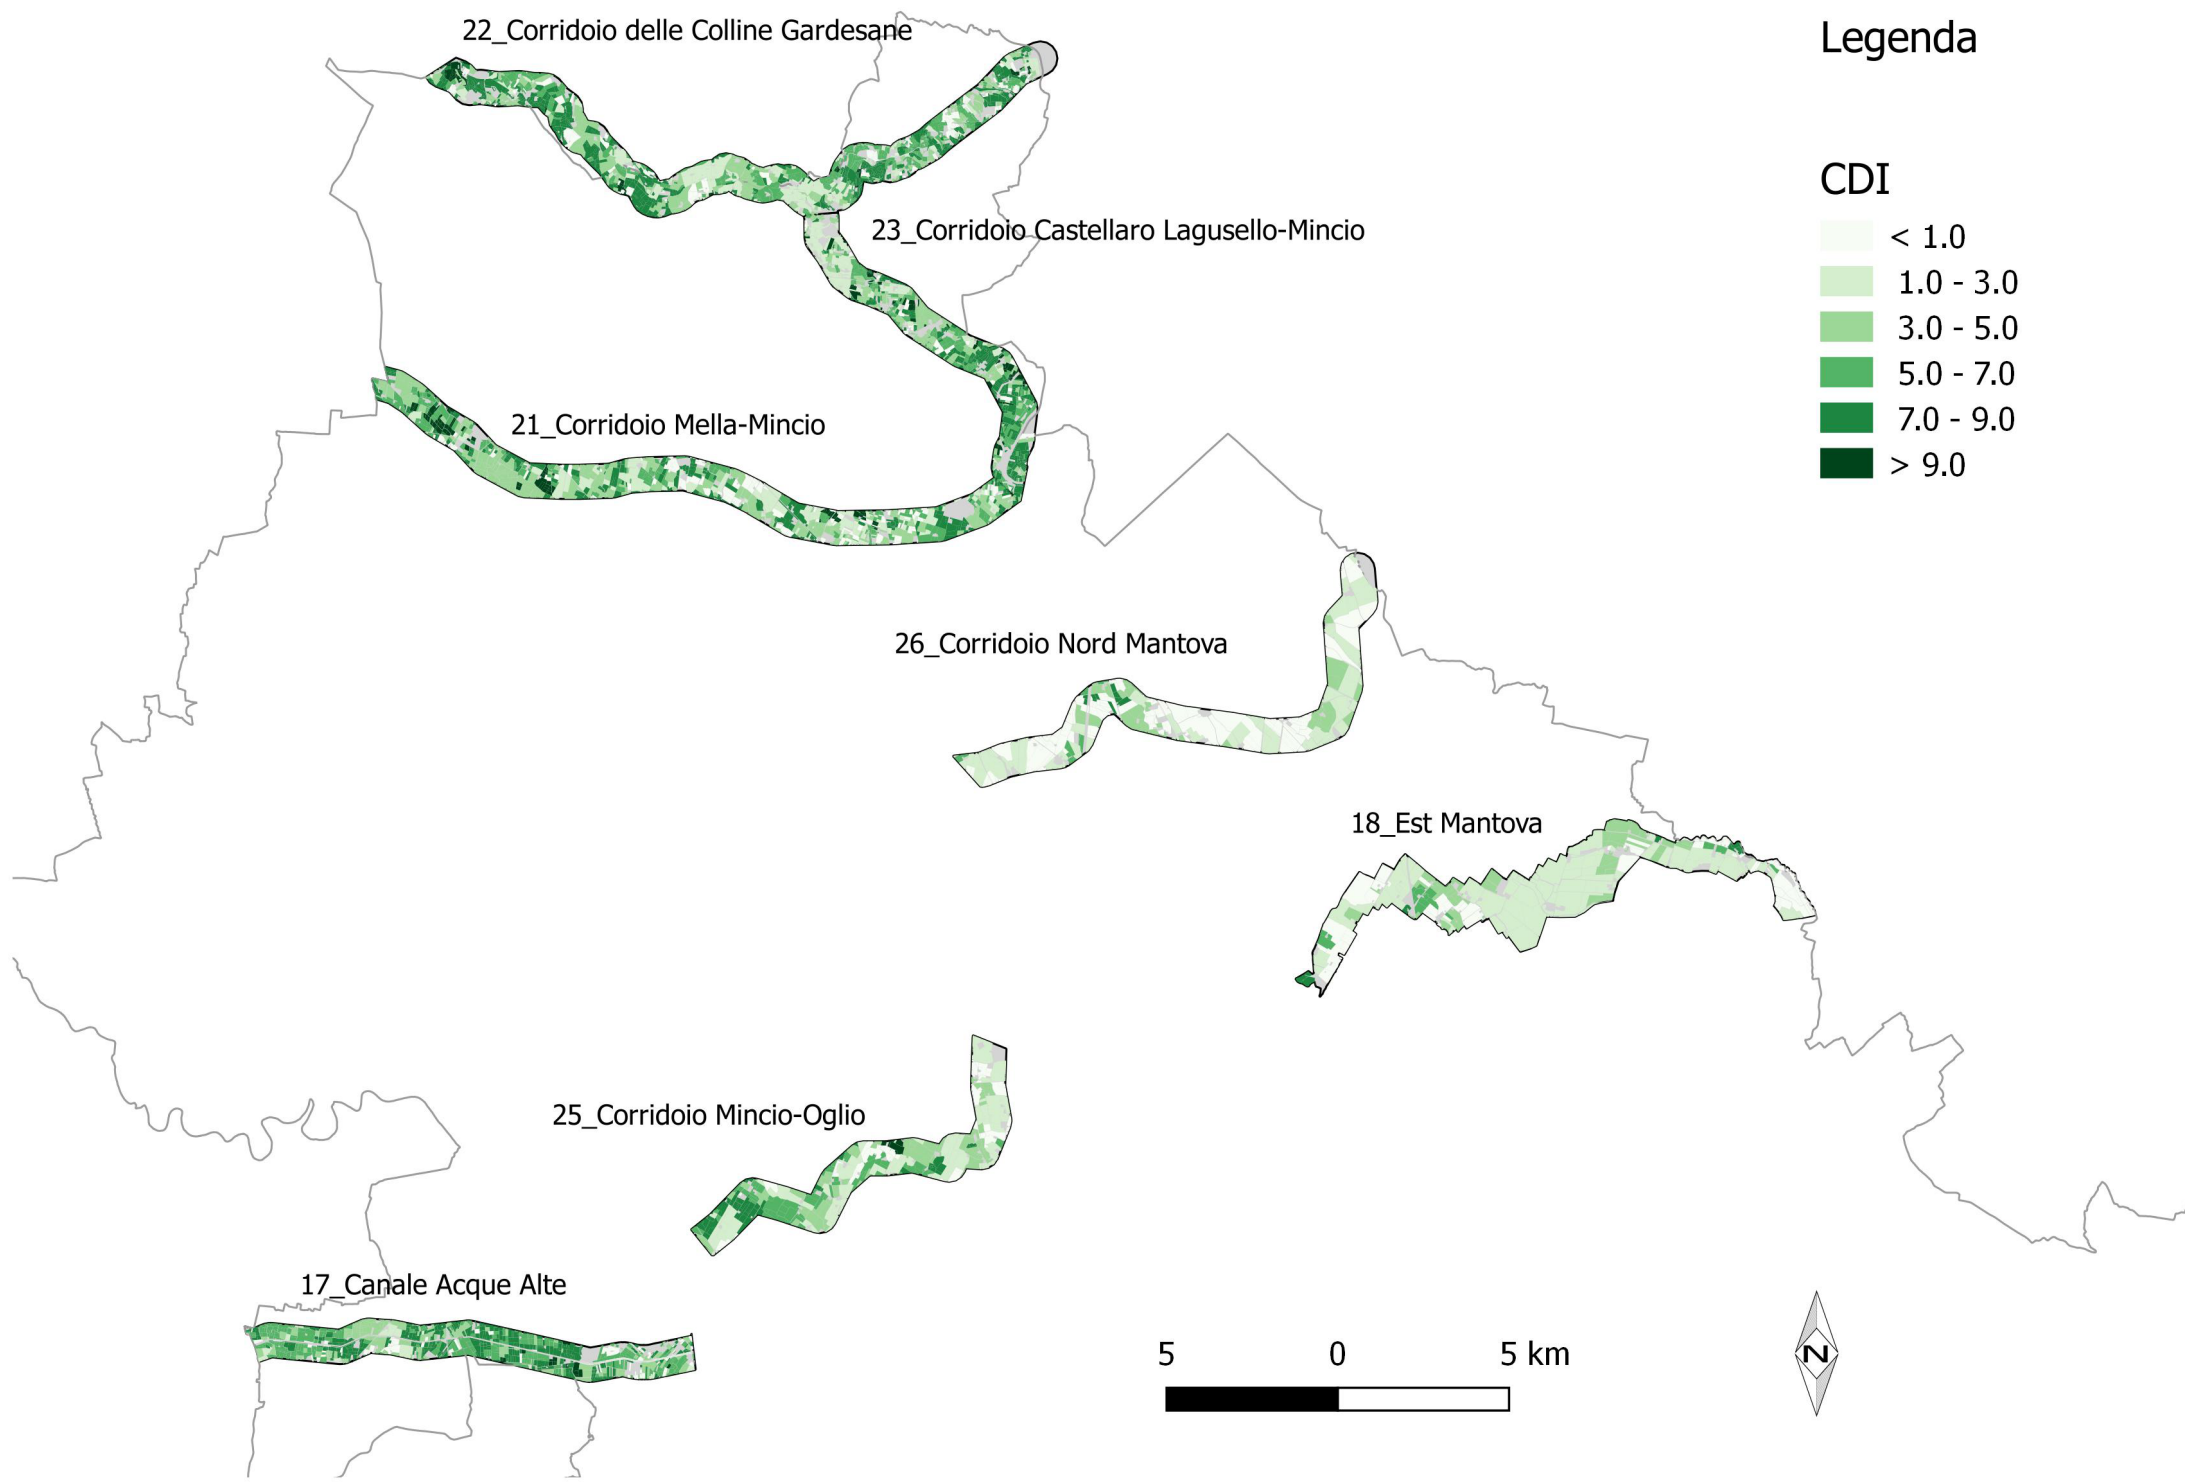 22_Corridoio delle Colline Gardesane
Legenda
CDI
23_Corridoio Castellaro Lagusello-Mincio
< 1.0
1.0 - 3.0
3.0 - 5.0
5.0 - 7.0
7.0 - 9.0
> 9.0
21_Corridoio Mella-Mincio
26_Corridoio Nord Mantova
18_Est Mantova
25_Corridoio Mincio-Oglio
17_Canale Acque Alte
5 0 5 km
N